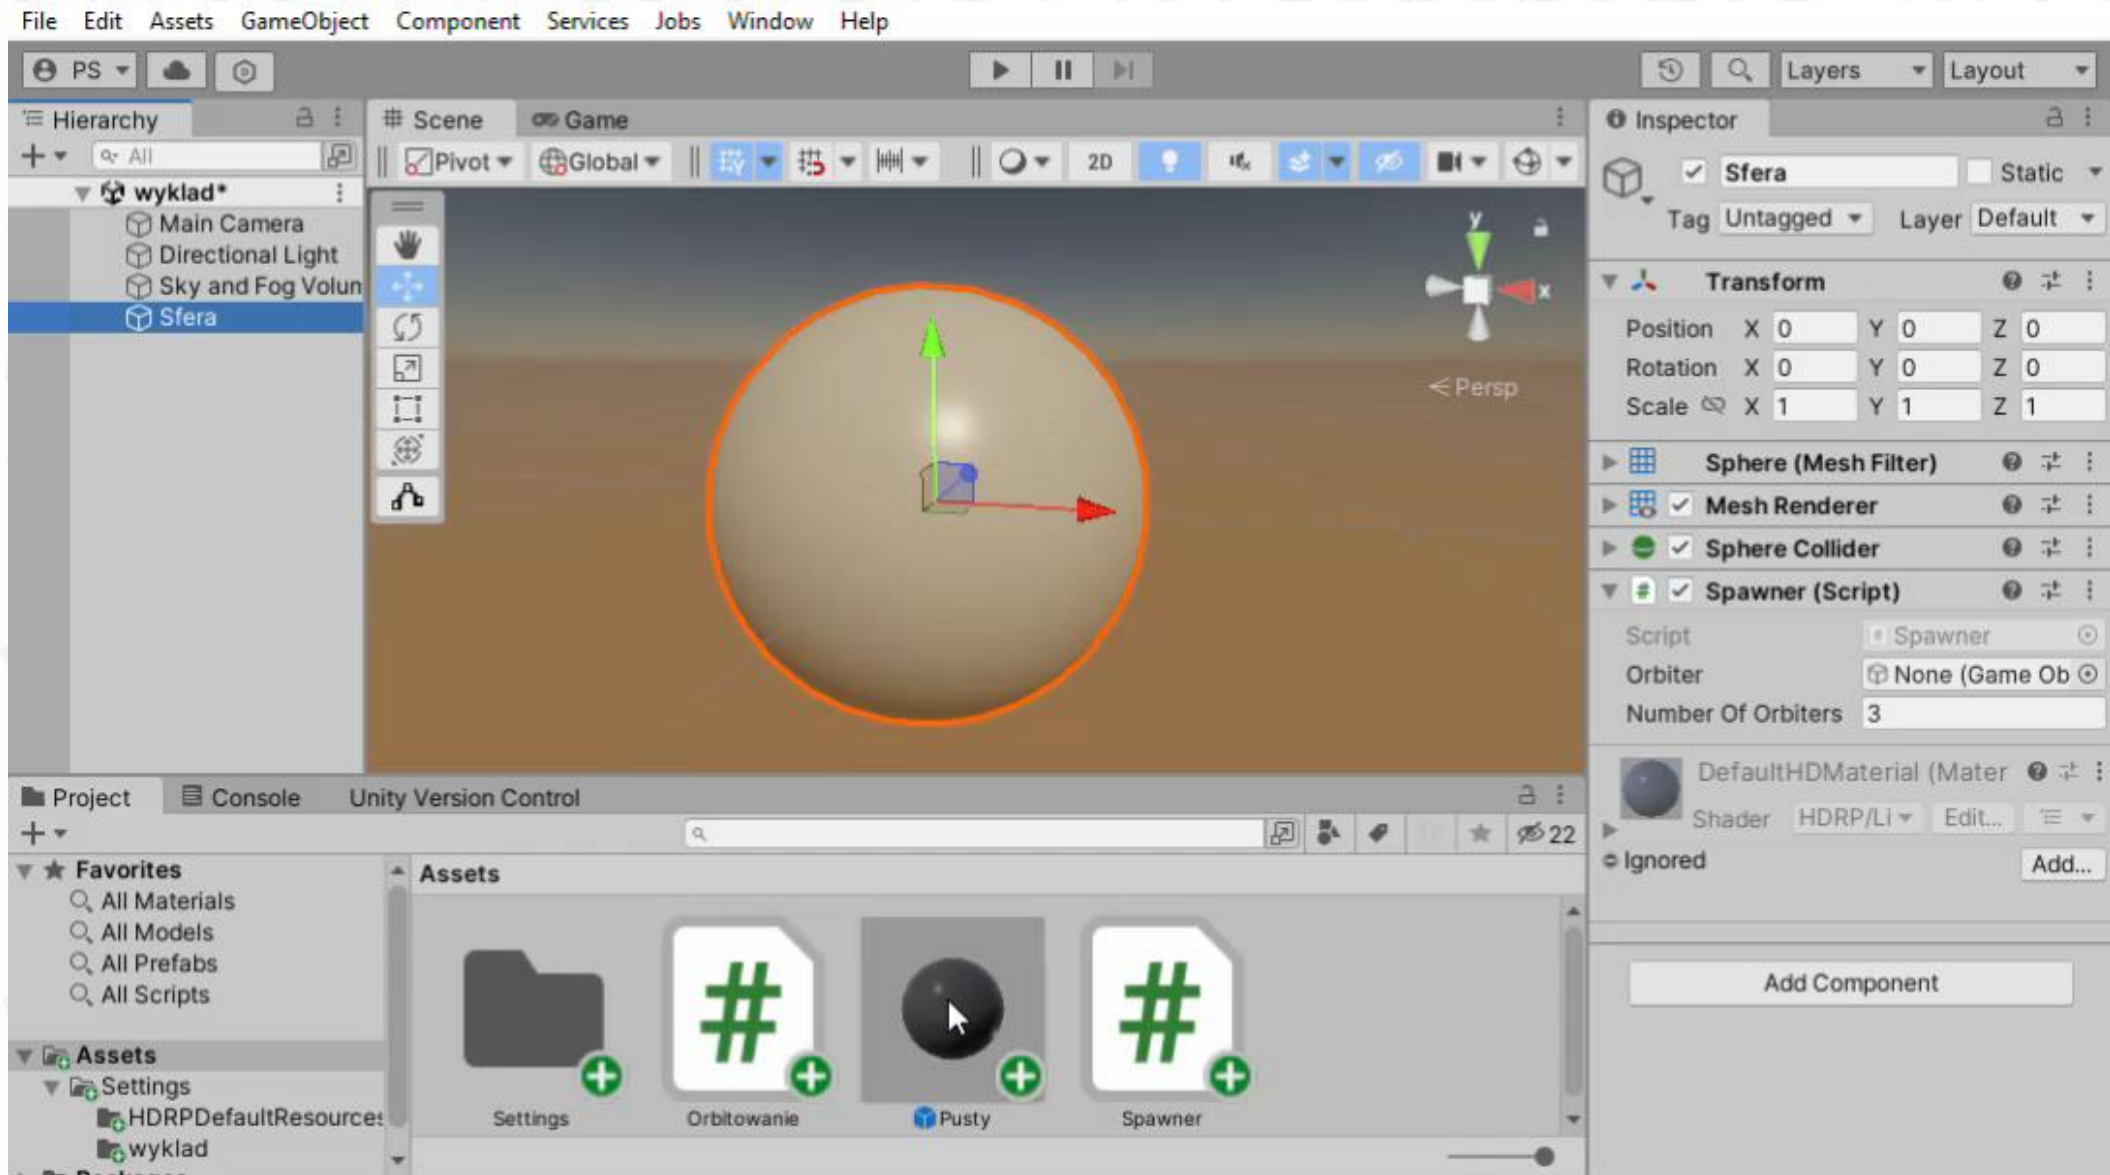 File Edit Assets GameObject Component Services Jobs Window Help
PS Layers Layout
Hierarchy
All
wyklad*
Main Camera
Directional Light
Sky and Fog Volum
Sfera
Scene Game
Pivot Global 2D
y
x
Persp
Inspector
Sfera Static
Tag Untagged Layer Default
Transform
Position X 0 Y 0 Z 0
Rotation X 0 Y 0 Z 0
Scale X 1 Y 1 Z 1
Sphere (Mesh Filter)
Mesh Renderer
Sphere Collider
# Spawner (Script)
Script # Spawner
Orbiter None (Game Ob
Number Of Orbiters 3
DefaultHDMaterial (Mater
Shader HDRP/Li Edit...
Ignored
Add...
Add Component
Project Console Unity Version Control
22
Favorites
All Materials
All Models
All Prefabs
All Scripts
Assets
Settings
HDRPDefaultResources
wyklad
Packages
Assets
# #
Settings Orbitowanie Pusty Spawner